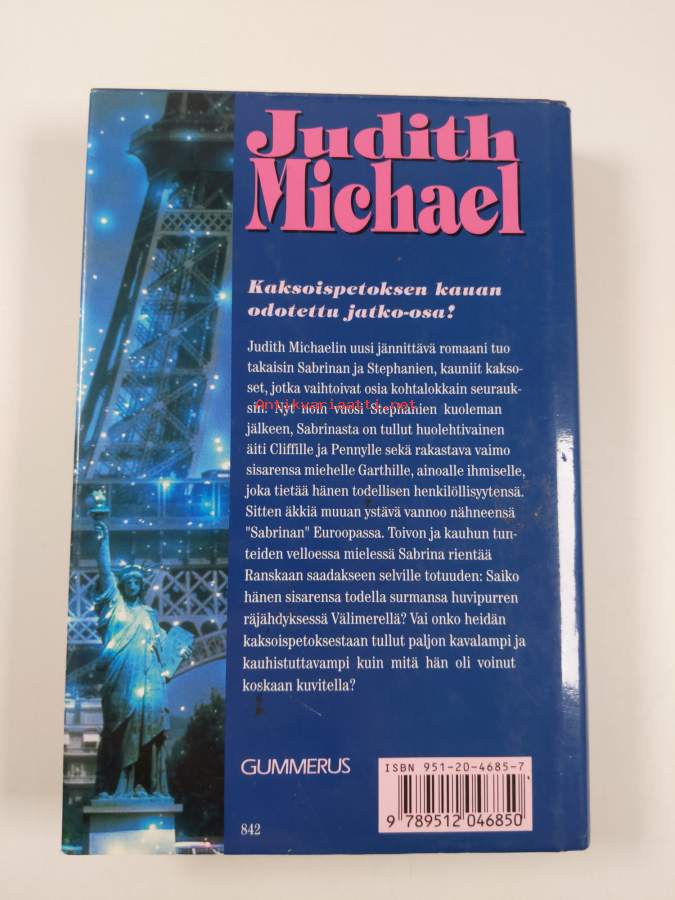 Judith
Michael
Kaksoispetoksen kauan
odotettu jatko-osa!
Judith Michaelin uusi jännittävä romaani tuo
takaisin Sabrinan ja Stephanien, kauniit kakso-
set, jotka vaihtoivat osia kohtalokkain seurauk-
sin. Nyt noin vuosi Stephanien kuoleman
Antikvariaatti.net
jälkeen, Sabrinasta on tullut huolehtivainen
äiti Cliffille ja Pennylle sekä rakastava vaimo
sisarensa miehelle Garthille, ainoalle ihmiselle,
joka tietää hänen todellisen henkilöllisyytensä.
Sitten äkkiä muuan ystävä vannoo nähneensä
"Sabrinan" Euroopassa. Toivon ja kauhun tun-
teiden velloessa mielessä Sabrina rientää
Ranskaan saadakseen selville totuuden: Saiko
hänen sisarensa todella surmansa huvipurren
räjähdyksessä Välimerellä? Vai onko heidän
kaksoispetoksestaan tullut paljon kavalampi ja
kauhistuttavampi kuin mitä hän oli voinut
koskaan kuvitella?
GUMMERUS
ISBN 951-20-4685-7
9 789512 046850
842